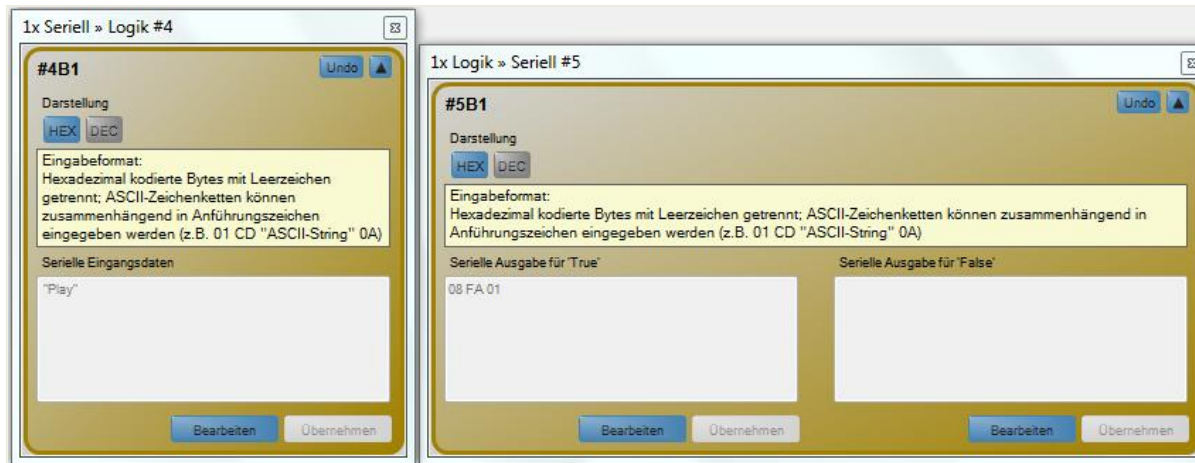 1x Seriell » Logik #4
#4B1
Undo
Darstellung
HEX DEC
Eingabeformat:
Hexadezimal kodierte Bytes mit Leerzeichen
getrennt; ASCII-Zeichenketten können
zusammenhängend in Anführungszeichen
eingegeben werden (z.B. 01 CD "ASCII-String" 0A)
Serielle Eingangsdaten
"Play"
Bearbeiten Übernehmen
1x Logik » Seriell #5
#5B1
Undo
Darstellung
HEX DEC
Eingabeformat:
Hexadezimal kodierte Bytes mit Leerzeichen getrennt; ASCII-Zeichenketten können zusammenhängend in
Anführungszeichen eingegeben werden (z.B. 01 CD "ASCII-String" 0A)
Serielle Ausgabe für 'True'
08 FA 01
Bearbeiten Übernehmen
Serielle Ausgabe für 'False'
Bearbeiten Übernehmen